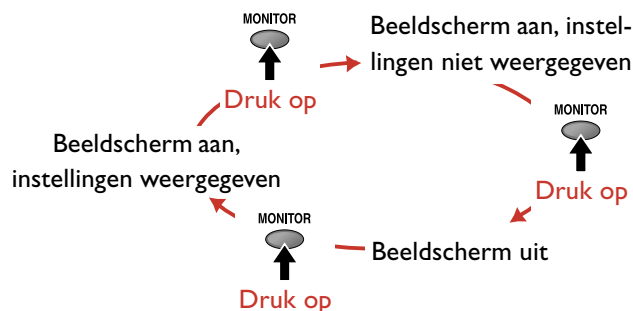 MONITOR
Druk op
Beeldscherm aan, instel-
lingen niet weergegeven
MONITOR
Druk op
Beeldscherm uit
MONITOR
Druk op
Beeldscherm aan,
instellingen weergegeven